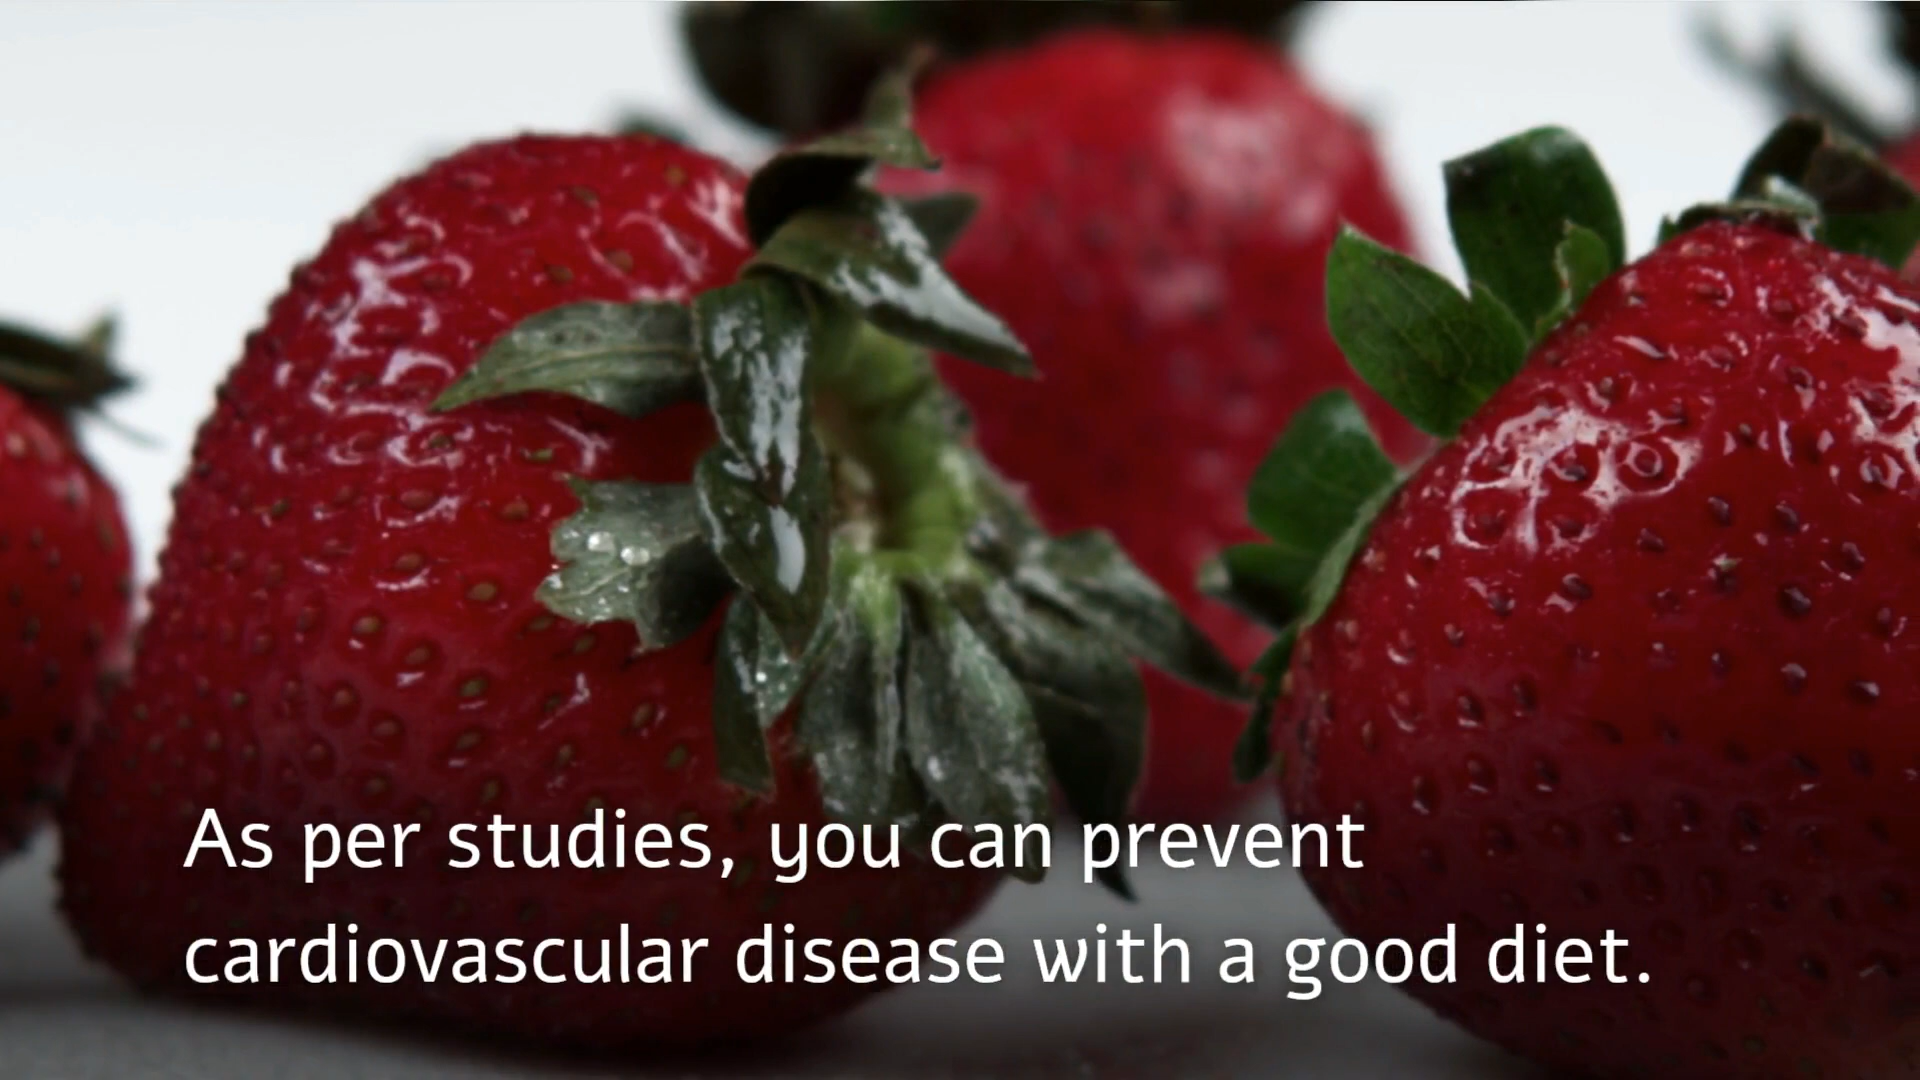 As per studies, you can prevent
cardiovascular disease with a good diet.